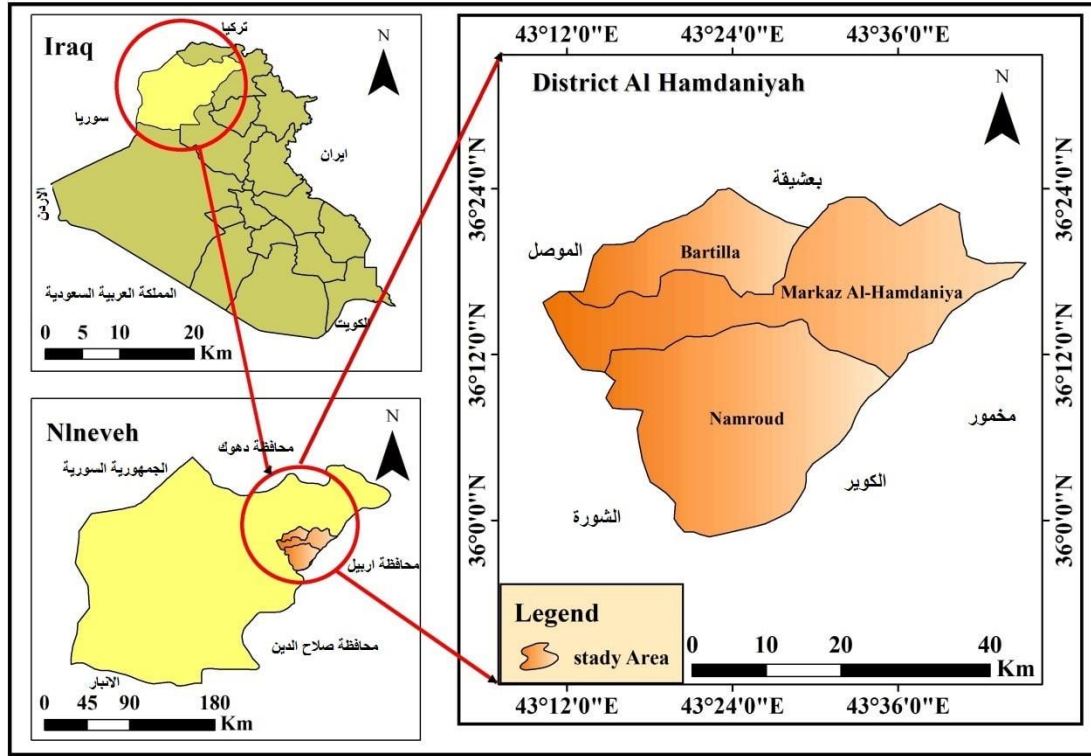 Iraq
تركيا
N
سوريا
ايران
الاردن
المملكة العربية السعودية
الكويت
0 5 10 20
Km
Nlneveh
N
محافظة دهوك
الجمهورية السورية
محافظة اربيل
محافظة صلاح الدين
الانبار
0 45 90 180
Km
43°12'0"E 43°24'0"E 43°36'0"E
District Al Hamdaniyah
N
بعشيقة
36°24'0"N
36°24'0"N
الموصل
Bartilla
Markaz Al-Hamdaniya
36°12'0"N
36°12'0"N
Namroud
مخمور
الكوير
الشورة
36°0'0"N
36°0'0"N
Legend
stady Area
0 10 20 40
Km
43°12'0"E 43°24'0"E 43°36'0"E